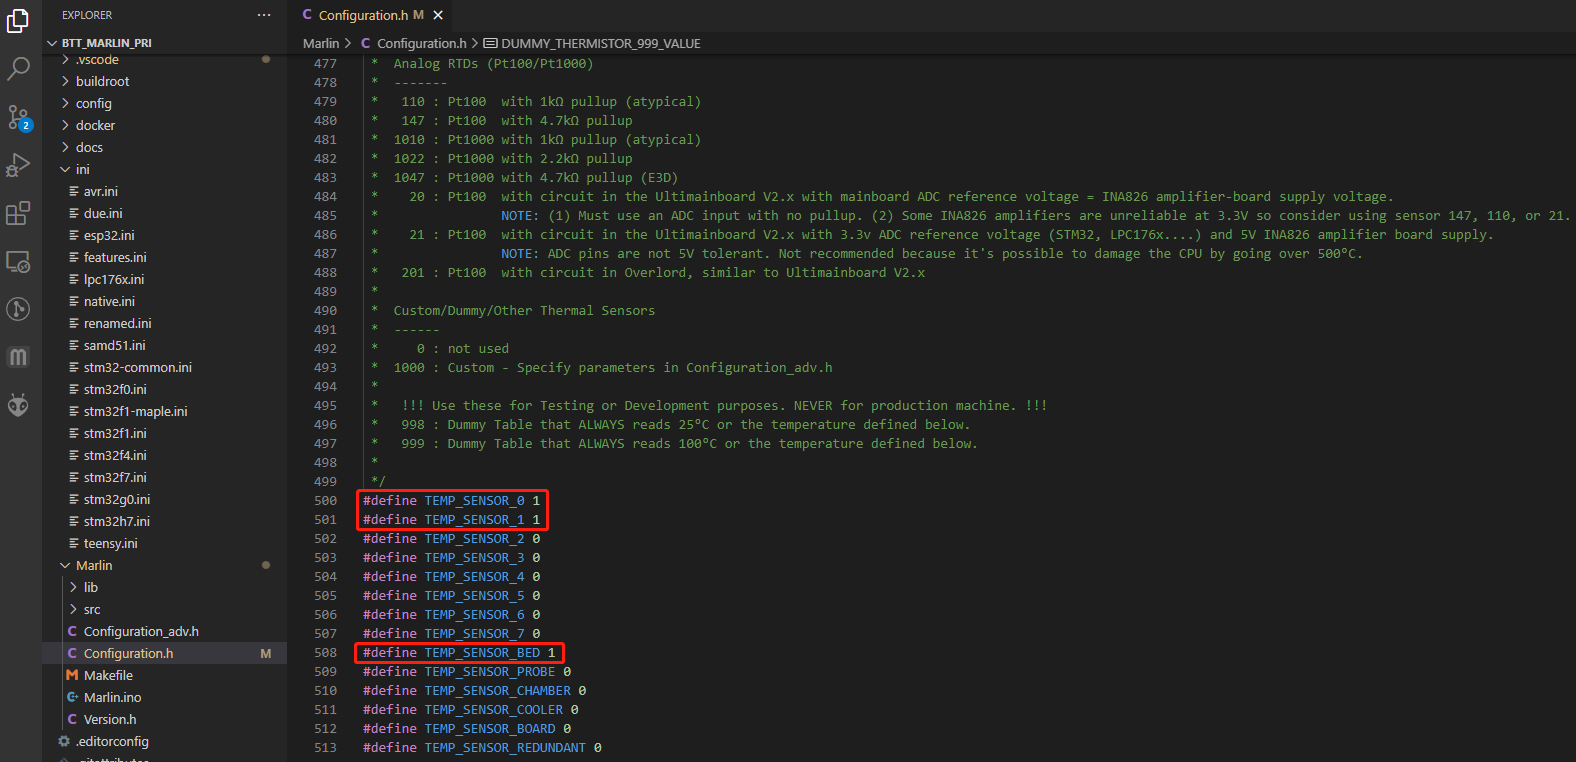 EXPLORER
···
BTT_MARLIN_PRI
.vscode
buildroot
config
docker
docs
ini
avr.ini
due.ini
esp32.ini
features.ini
lpc176x.ini
native.ini
renamed.ini
samd51.ini
stm32-common.ini
stm32f0.ini
stm32f1-maple.ini
stm32f1.ini
stm32f4.ini
stm32f7.ini
stm32g0.ini
stm32h7.ini
teensy.ini
Marlin
lib
src
C Configuration_adv.h
C Configuration.h M
M Makefile
Marlin.ino
C Version.h
.editorconfig
2
C Configuration.h M
Marlin > C Configuration.h > DUMMY_THERMISTOR_999_VALUE
477 * Analog RTDs (Pt100/Pt1000)
478 * -------
479 * 110 : Pt100 with 1kΩ pullup (atypical)
480 * 147 : Pt100 with 4.7kΩ pullup
481 * 1010 : Pt1000 with 1kΩ pullup (atypical)
482 * 1022 : Pt1000 with 2.2kΩ pullup
483 * 1047 : Pt1000 with 4.7kΩ pullup (E3D)
484 * 20 : Pt100 with circuit in the Ultimainboard V2.x with mainboard ADC reference voltage = INA826 amplifier-board supply voltage.
485 * NOTE: (1) Must use an ADC input with no pullup. (2) Some INA826 amplifiers are unreliable at 3.3V so consider using sensor 147, 110, or 21.
486 * 21 : Pt100 with circuit in the Ultimainboard V2.x with 3.3v ADC reference voltage (STM32, LPC176x....) and 5V INA826 amplifier board supply.
487 * NOTE: ADC pins are not 5V tolerant. Not recommended because it's possible to damage the CPU by going over 500°C.
488 * 201 : Pt100 with circuit in Overlord, similar to Ultimainboard V2.x
489 *
490 * Custom/Dummy/Other Thermal Sensors
491 * ------
492 * 0 : not used
493 * 1000 : Custom - Specify parameters in Configuration_adv.h
494 *
495 * !!! Use these for Testing or Development purposes. NEVER for production machine. !!!
496 * 998 : Dummy Table that ALWAYS reads 25°C or the temperature defined below.
497 * 999 : Dummy Table that ALWAYS reads 100°C or the temperature defined below.
498 *
499 */
500 #define TEMP_SENSOR_0 1
501 #define TEMP_SENSOR_1 1
502 #define TEMP_SENSOR_2 0
503 #define TEMP_SENSOR_3 0
504 #define TEMP_SENSOR_4 0
505 #define TEMP_SENSOR_5 0
506 #define TEMP_SENSOR_6 0
507 #define TEMP_SENSOR_7 0
508 #define TEMP_SENSOR_BED 1
509 #define TEMP_SENSOR_PROBE 0
510 #define TEMP_SENSOR_CHAMBER 0
511 #define TEMP_SENSOR_COOLER 0
512 #define TEMP_SENSOR_BOARD 0
513 #define TEMP_SENSOR_REDUNDANT 0